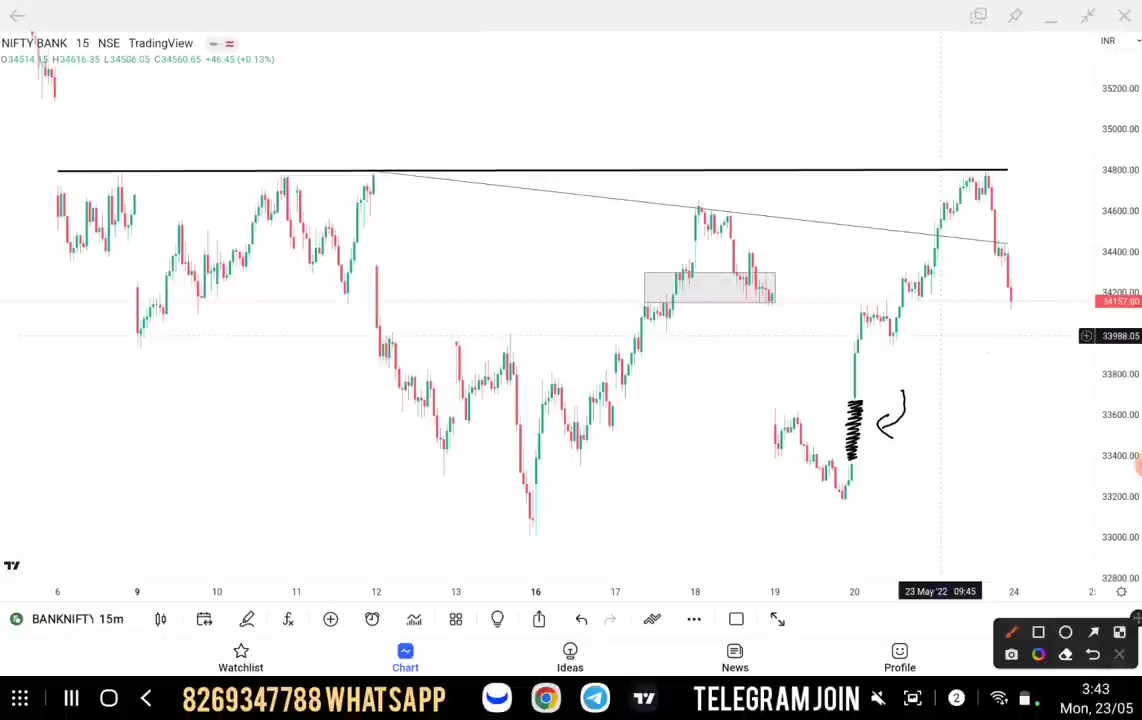 NIFTY BANK 15 NSE TradingView
O34514.15 H34616.35 L34506.05 C34560.65 +46.45 (+0.13%)
INR
35200.00
35000.00
34800.00
34600.00
34400.00
34200.00
34157.80
33988.05
33800.00
33600.00
33400.00
33200.00
33000.00
32800.00
6 9 10 11 12 13 16 17 18 19 20 23 May '22 09:45 24
BANKNIFTY 15m
Watchlist Chart Ideas News Profile
8269347788 WHATSAPP TELEGRAM JOIN 2 3:43
Mon, 23/05